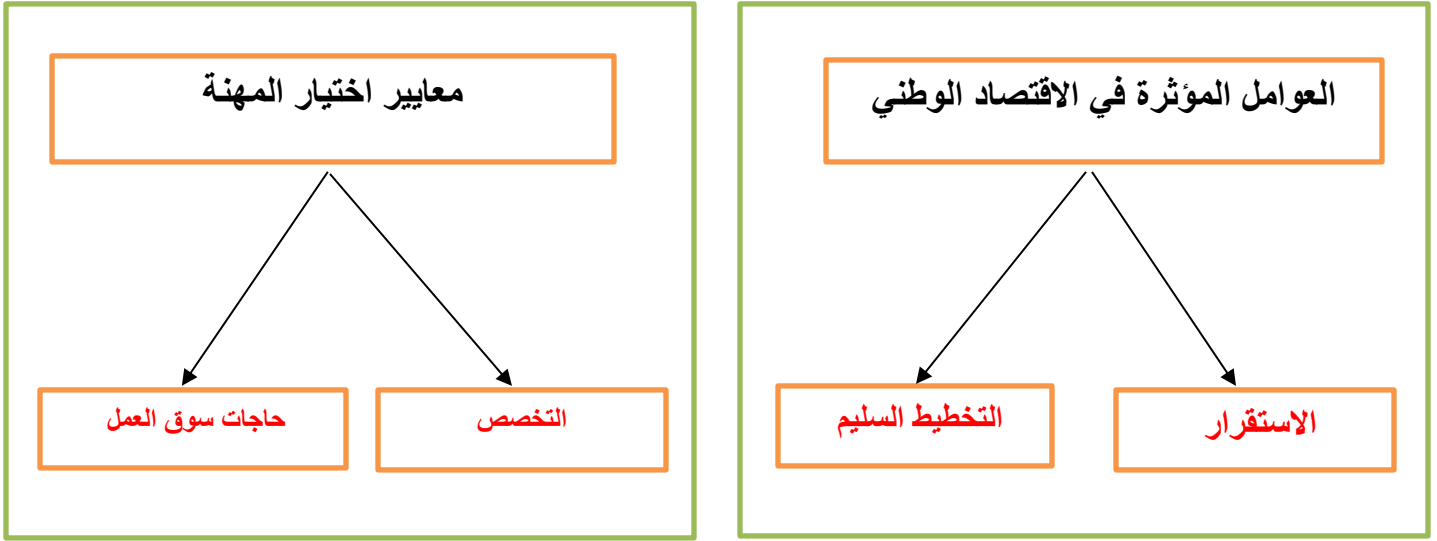 العوامل المؤثرة في الاقتصاد الوطني
الاستقرار
التخطيط السليم
معايير اختيار المهنة
التخصص
حاجات سوق العمل